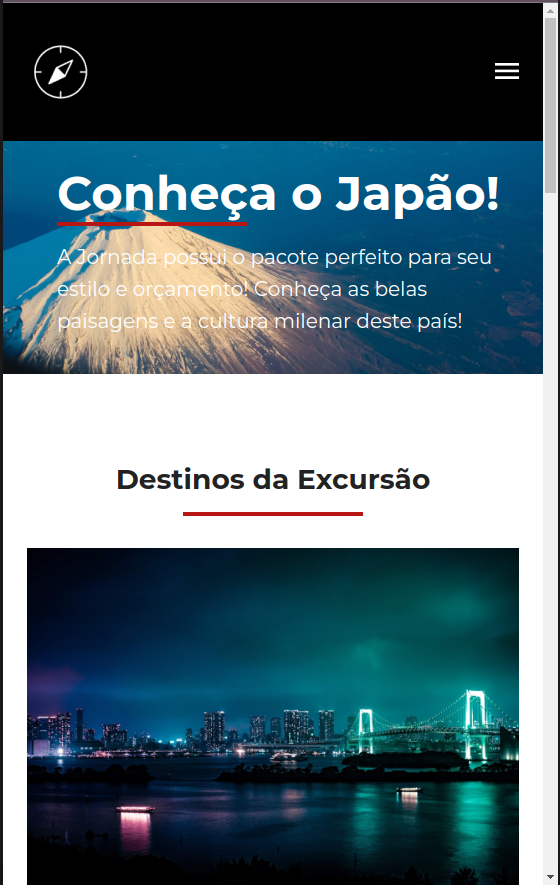 Conheça o Japão!
A Jornada possui o pacote perfeito para seu
estilo e orçamento! Conheça as belas
paisagens e a cultura milenar deste país!
Destinos da Excursão